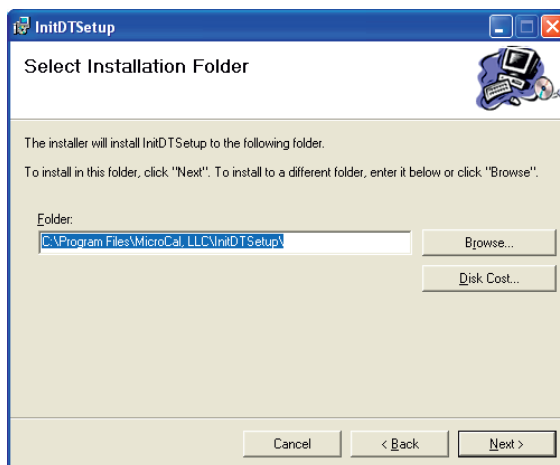 InitDTSetup
Select Installation Folder
The installer will install InitDTSetup to the following folder.
To install in this folder, click "Next". To install to a different folder, enter it below or click "Browse".
Folder:
C:\Program Files\MicroCal, LLC\InitDTSetup\
Browse...
Disk Cost...
Cancel
< Back
Next >